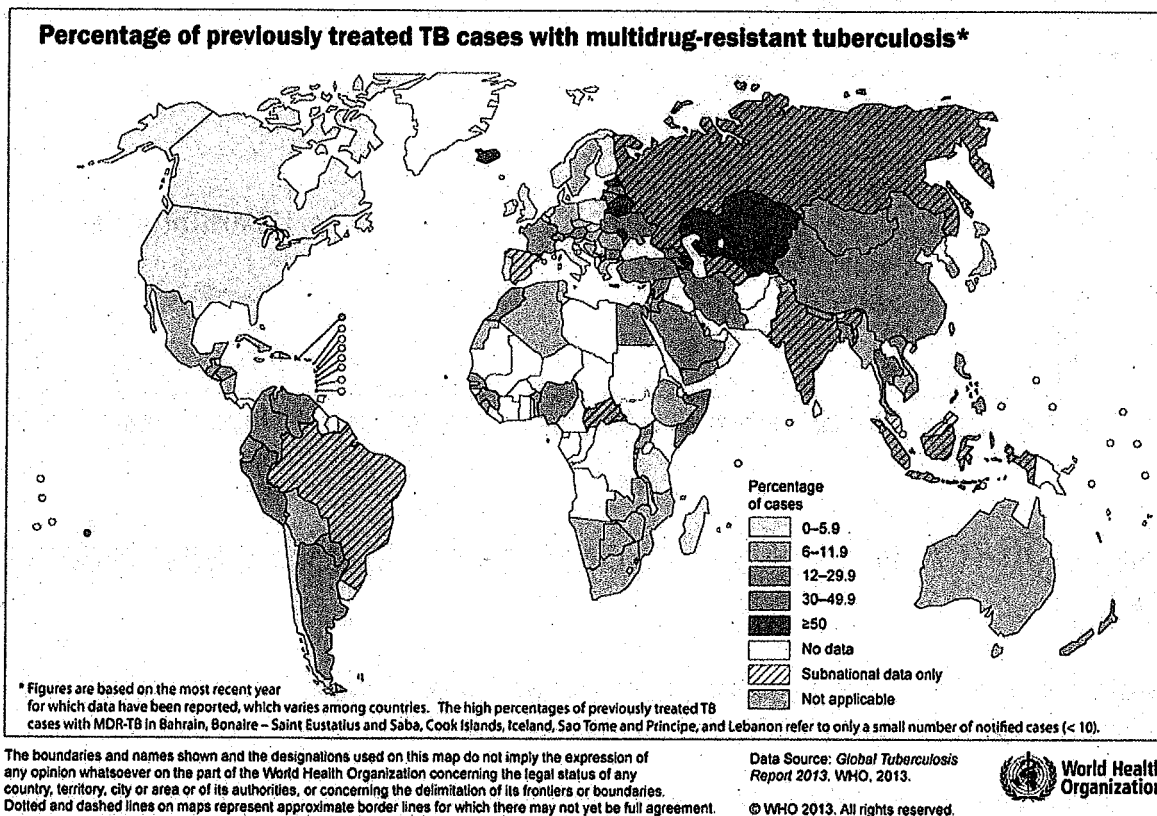 Percentage of previously treated TB cases with multidrug-resistant tuberculosis*
Percentage
of cases
0–5.9
6–11.9
12–29.9
30–49.9
≥50
No data
Subnational data only
Not applicable
* Figures are based on the most recent year
for which data have been reported, which varies among countries. The high percentages of previously treated TB
cases with MDR-TB in Bahrain, Bonaire – Saint Eustatius and Saba, Cook Islands, Iceland, Sao Tome and Principe, and Lebanon refer to only a small number of notified cases (< 10).
The boundaries and names shown and the designations used on this map do not imply the expression of
any opinion whatsoever on the part of the World Health Organization concerning the legal status of any
country, territory, city or area or of its authorities, or concerning the delimitation of its frontiers or boundaries.
Dotted and dashed lines on maps represent approximate border lines for which there may not yet be full agreement.
Data Source: Global Tuberculosis
Report 2013. WHO, 2013.
© WHO 2013. All rights reserved.
World Health
Organization